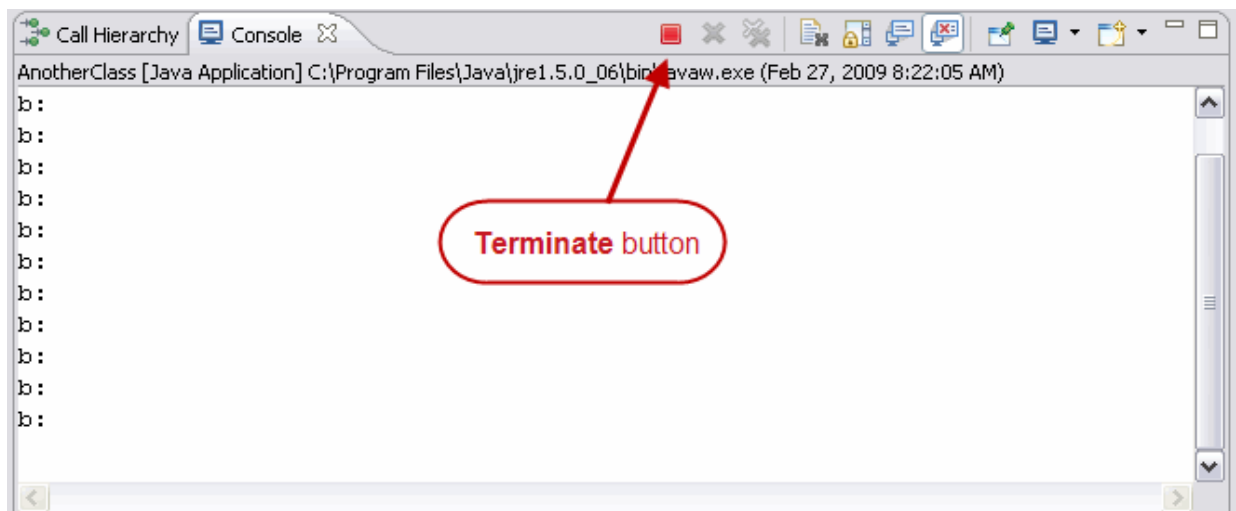 Call Hierarchy Console
AnotherClass [Java Application] C:\Program Files\Java\jre1.5.0_06\bin\javaw.exe (Feb 27, 2009 8:22:05 AM)
b:
b:
b:
b:
b:
b:
b:
b:
b:
b:
b:
Terminate button